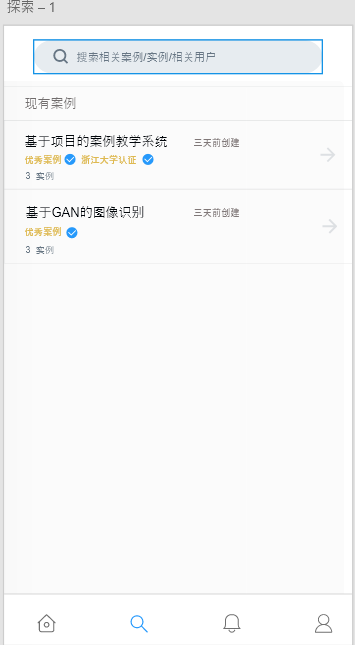 探索 – 1
搜索相关案例/实例/相关用户
现有案例
基于项目的案例教学系统 三天前创建
优秀案例 浙江大学认证
3 实例
基于GAN的图像识别 三天前创建
优秀案例
3 实例